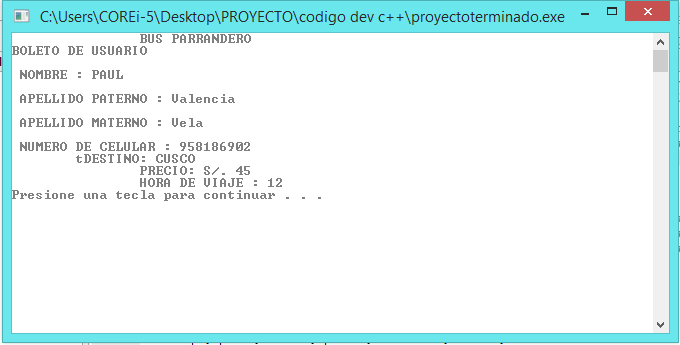 C:\Users\COREi-5\Desktop\PROYECTO\codigo dev c++\proyectoterminado.exe
BUS PARRANDERO
BOLETO DE USUARIO
NOMBRE : PAUL
APELLIDO PATERNO : Valencia
APELLIDO MATERNO : Vela
NUMERO DE CELULAR : 958186902
tDESTINO: CUSCO
PRECIO: S/. 45
HORA DE VIAJE : 12
Presione una tecla para continuar . . .